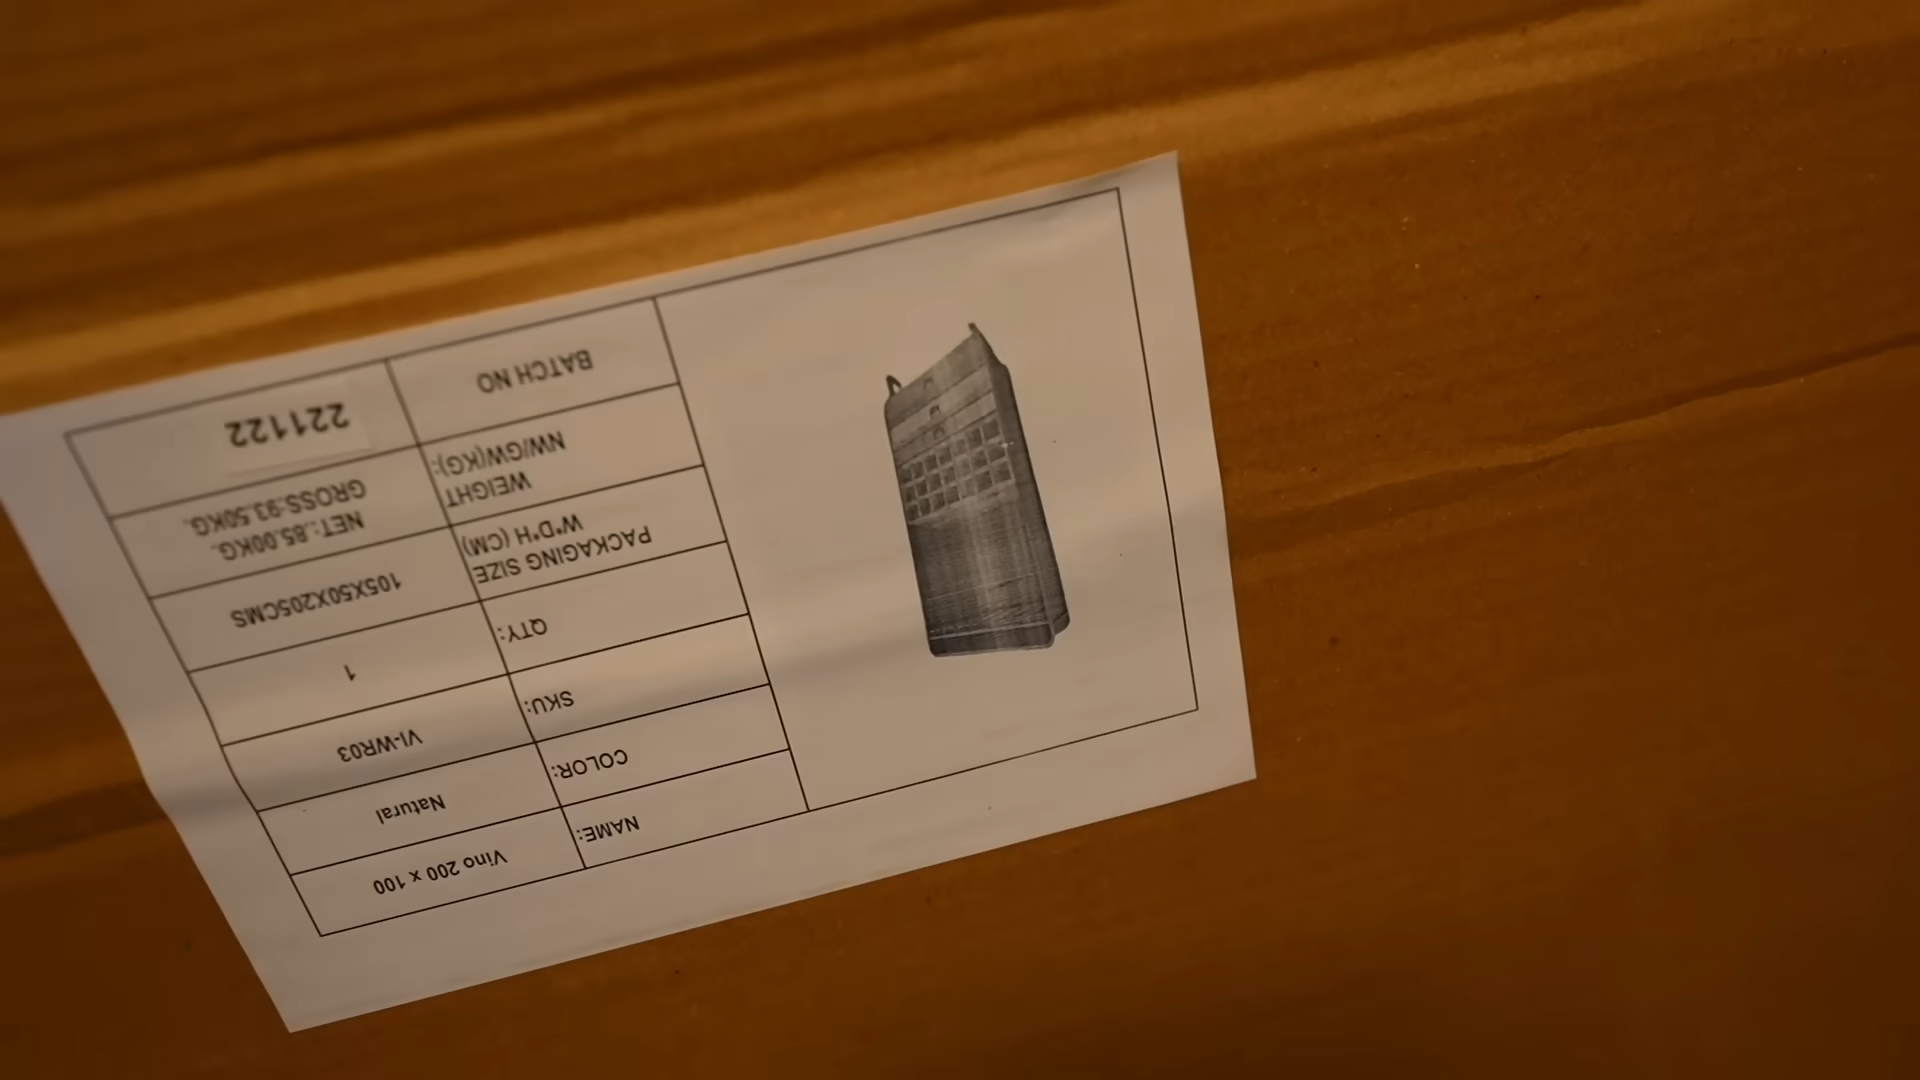 NAME: Vino 200 x 100
COLOR: Natural
SKU: VI-WR03
QTY: 1
PACKAGING SIZE
W*D*H (CM) 105X50X205CMS
WEIGHT NET:.85.00KG.
NW/GW(KG): GROSS:93.50KG.
BATCH NO 221122